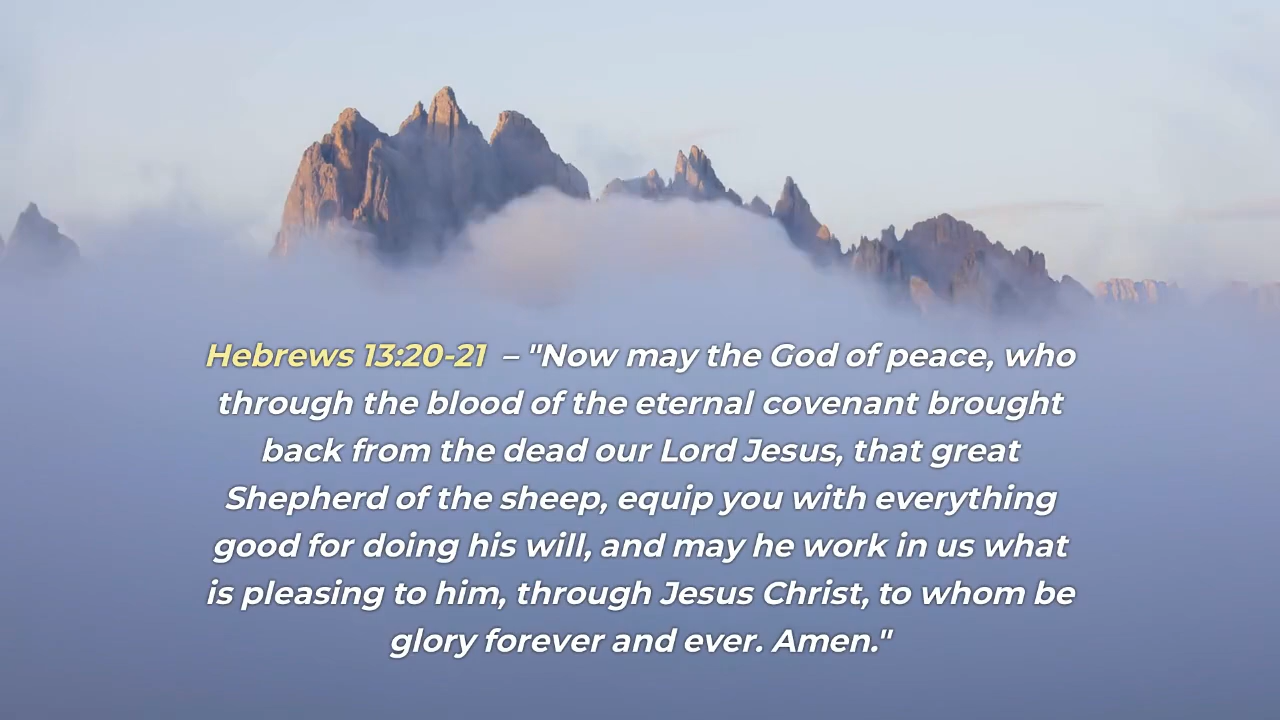 Hebrews 13:20-21 – "Now may the God of peace, who
through the blood of the eternal covenant brought
back from the dead our Lord Jesus, that great
Shepherd of the sheep, equip you with everything
good for doing his will, and may he work in us what
is pleasing to him, through Jesus Christ, to whom be
glory forever and ever. Amen."